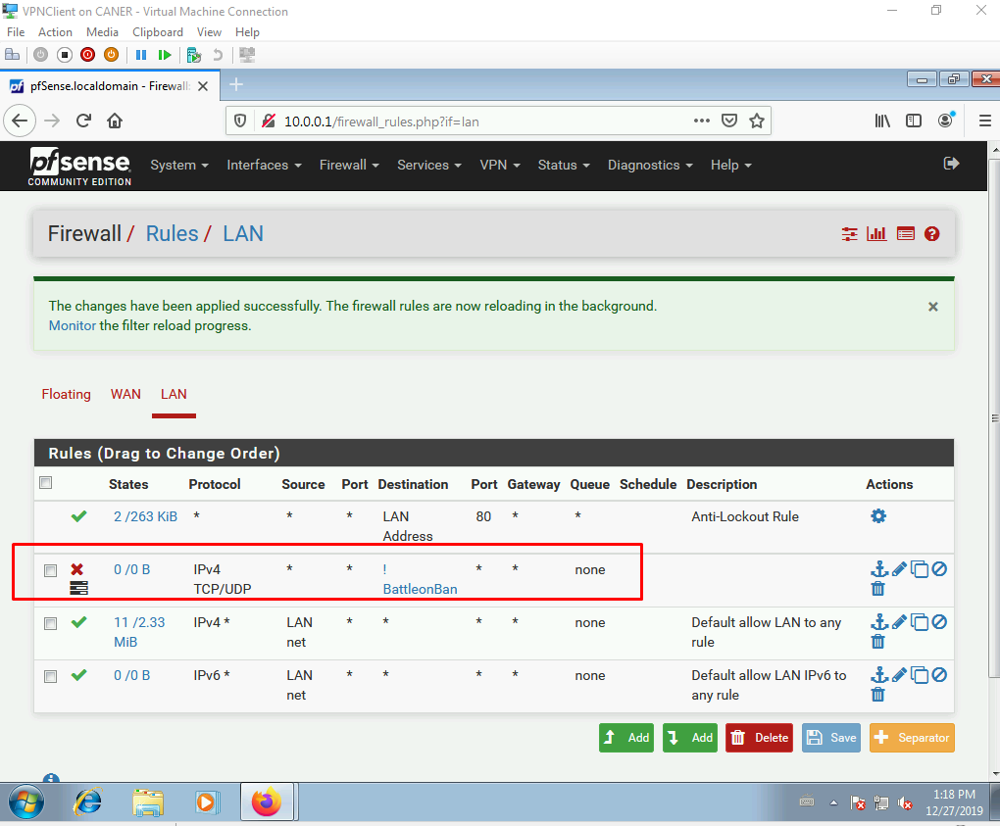 VPNClient on CANER - Virtual Machine Connection
File Action Media Clipboard View Help
pf pfSense.localdomain - Firewall:
10.0.0.1/firewall_rules.php?if=lan
pfsense
COMMUNITY EDITION
System Interfaces Firewall Services VPN Status Diagnostics Help
Firewall / Rules / LAN
The changes have been applied successfully. The firewall rules are now reloading in the background.
Monitor the filter reload progress.
Floating WAN LAN
Rules (Drag to Change Order)
States Protocol Source Port Destination Port Gateway Queue Schedule Description Actions
2 /263 KiB * * * LAN 80 * * Anti-Lockout Rule
Address
0 /0 B IPv4 * * ! * * none
TCP/UDP BattleonBan
11 /2.33 IPv4 * LAN * * * * none Default allow LAN to any
MiB net rule
0 /0 B IPv6 * LAN * * * * none Default allow LAN IPv6 to
net any rule
Add Add Delete Save Separator
1:18 PM
12/27/2019